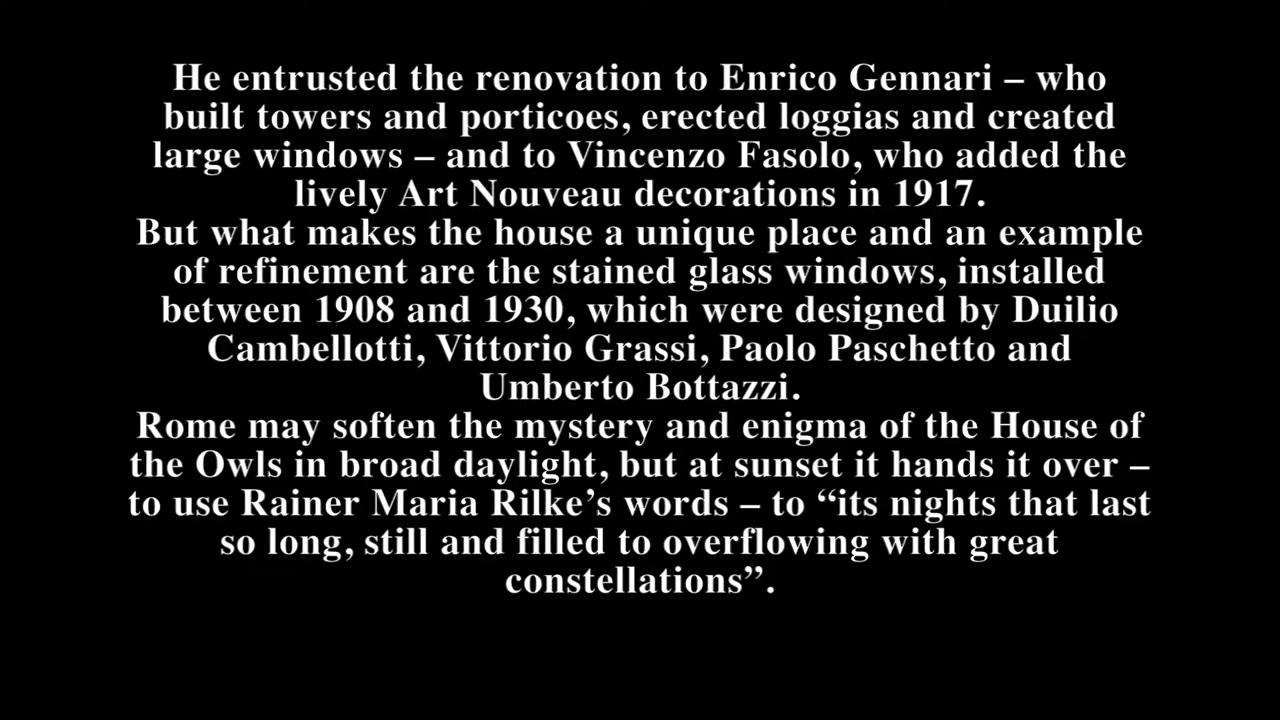 He entrusted the renovation to Enrico Gennari – who
built towers and porticoes, erected loggias and created
large windows – and to Vincenzo Fasolo, who added the
lively Art Nouveau decorations in 1917.
But what makes the house a unique place and an example
of refinement are the stained glass windows, installed
between 1908 and 1930, which were designed by Duilio
Cambellotti, Vittorio Grassi, Paolo Paschetto and
Umberto Bottazzi.
Rome may soften the mystery and enigma of the House of
the Owls in broad daylight, but at sunset it hands it over –
to use Rainer Maria Rilke’s words – to “its nights that last
so long, still and filled to overflowing with great
constellations”.